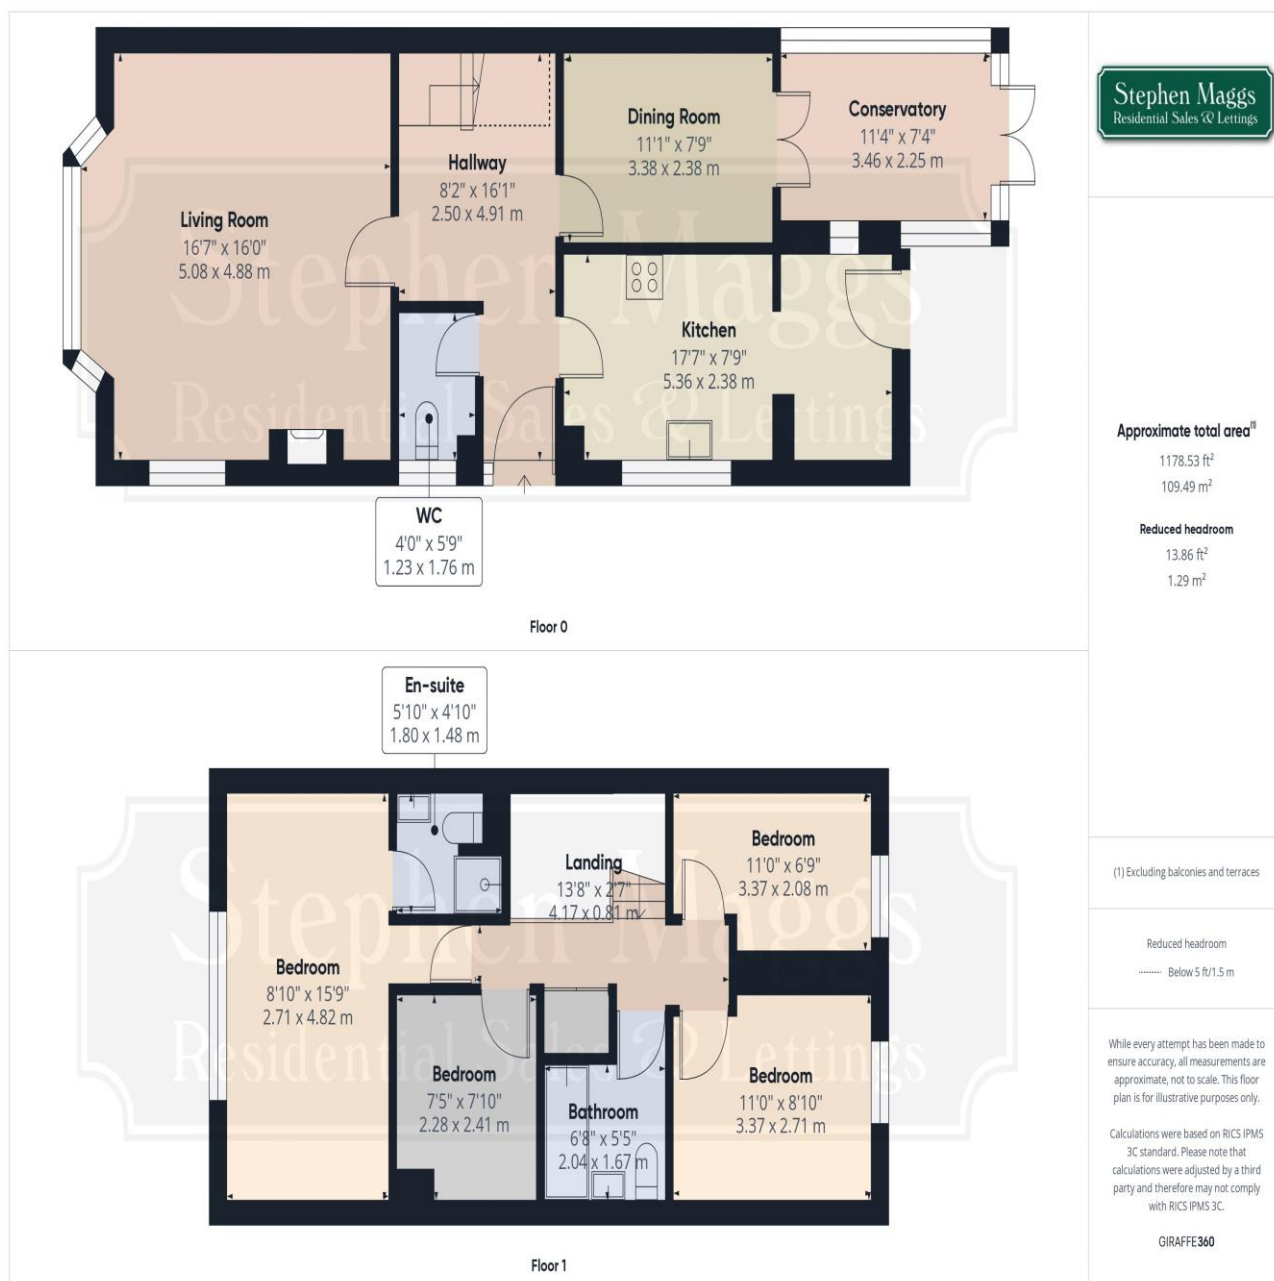 Living Room
16'7" x 16'0"
5.08 x 4.88 m
Hallway
8'2" x 16'1"
2.50 x 4.91 m
Dining Room
11'1" x 7'9"
3.38 x 2.38 m
Conservatory
11'4" x 7'4"
3.46 x 2.25 m
Kitchen
17'7" x 7'9"
5.36 x 2.38 m
WC
4'0" x 5'9"
1.23 x 1.76 m
Stephen Maggs
Residential Sales & Lettings
Floor 0
En-suite
5'10" x 4'10"
1.80 x 1.48 m
Landing
13'8" x 2'7"
4.17 x 0.81 m
Bedroom
11'0" x 6'9"
3.37 x 2.08 m
Bedroom
8'10" x 15'9"
2.71 x 4.82 m
Bedroom
7'5" x 7'10"
2.28 x 2.41 m
Bathroom
6'8" x 5'5"
2.04 x 1.67 m
Bedroom
11'0" x 8'10"
3.37 x 2.71 m
Stephen Maggs
Residential Sales & Lettings
Floor 1
Stephen Maggs
Residential Sales & Lettings
Approximate total area(1)
1178.53 ft²
109.49 m²
Reduced headroom
13.86 ft²
1.29 m²
(1) Excluding balconies and terraces
Reduced headroom
Below 5 ft/1.5 m
While every attempt has been made to
ensure accuracy, all measurements are
approximate, not to scale. This floor
plan is for illustrative purposes only.
Calculations were based on RICS IPMS
3C standard. Please note that
calculations were adjusted by a third
party and therefore may not comply
with RICS IPMS 3C.
GIRAFFE360